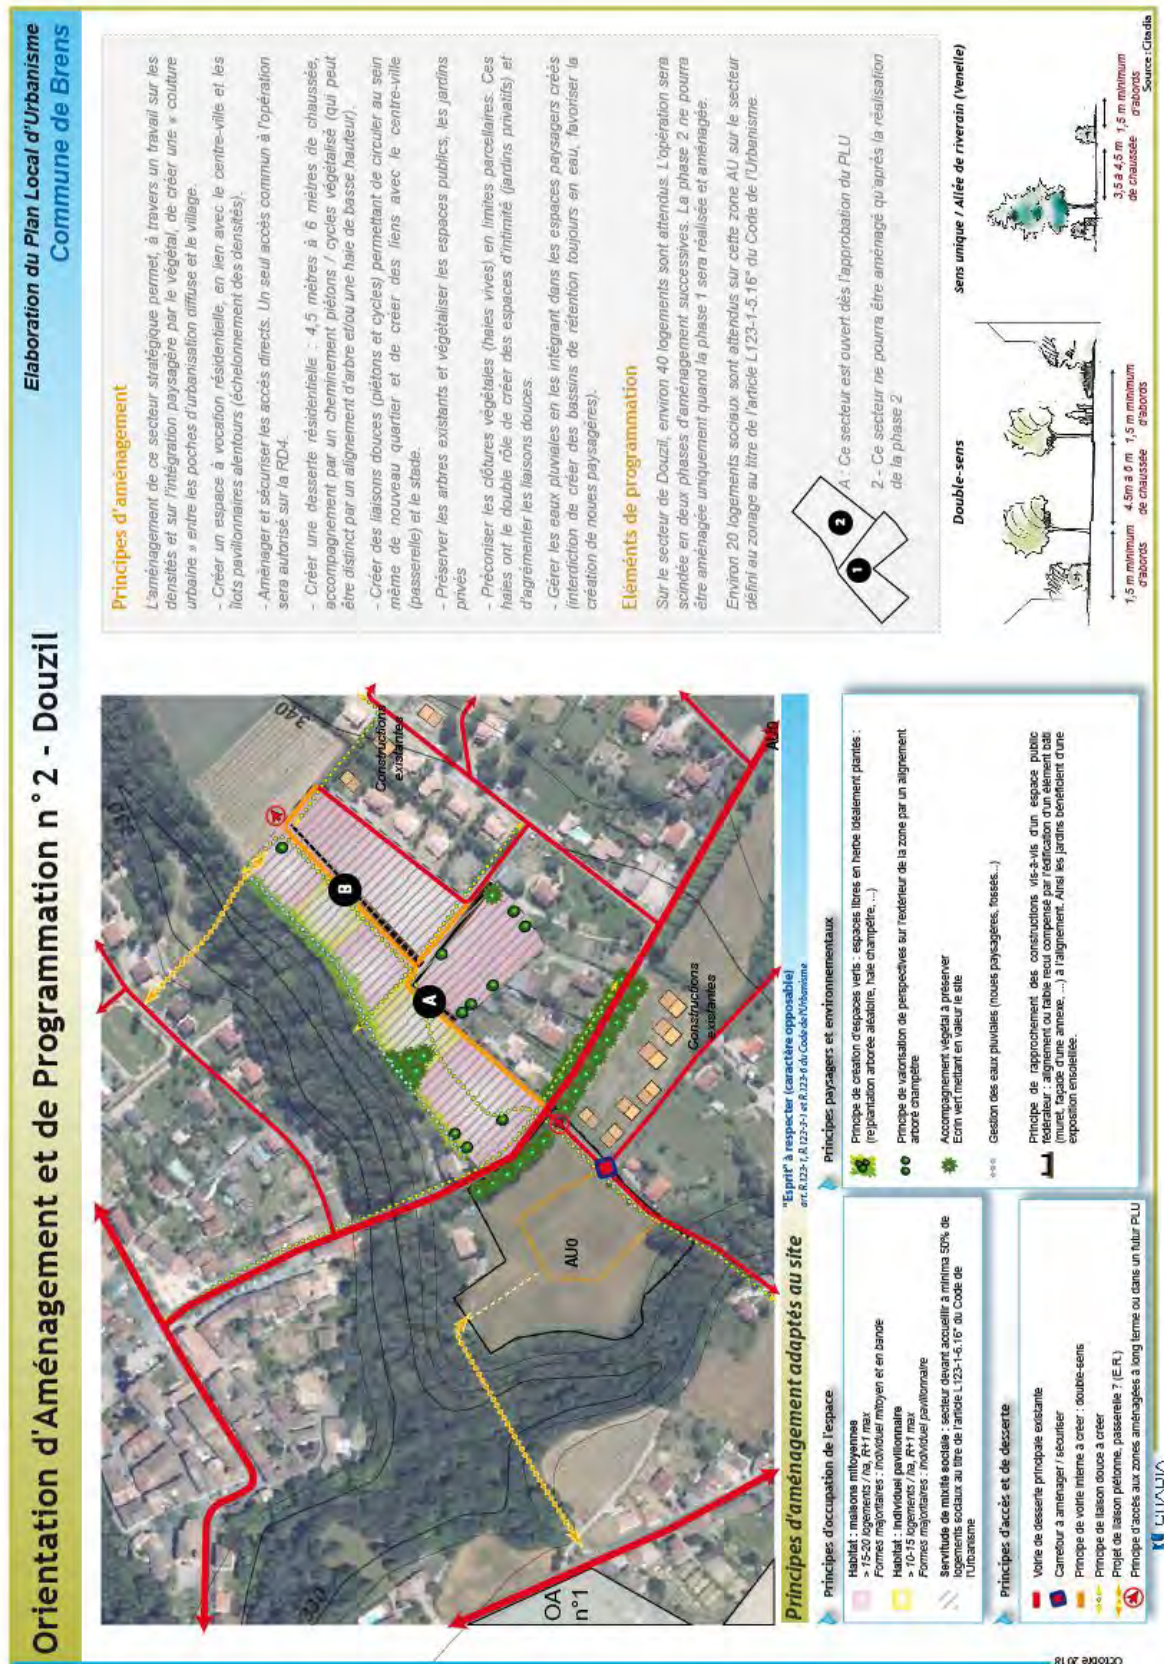 Orientation d'Aménagement et de Programmation n°2 - Douzil
Elaboration du Plan Local d'Urbanisme
Commune de Brens
340
Constructions
existantes
B
A
Constructions
existantes
AU0
AU0
OA
n°1
330
Principes d'aménagement
L'aménagement de ce secteur stratégique permet, à travers un travail sur les
densités et sur l'intégration paysagère par le végétal, de créer une « couture
urbaine » entre les poches d'urbanisation diffuse et le village.
- Créer un espace à vocation résidentielle, en lien avec le centre-ville et les
îlots pavillonnaires alentours (échelonnement des densités).
- Aménager et sécuriser les accès directs. Un seul accès commun à l'opération
sera autorisé sur la RD4.
- Créer une desserte résidentielle : 4,5 mètres à 6 mètres de chaussée,
accompagnement par un cheminement piétons / cycles végétalisé (qui peut
être distinct par un alignement d'arbre et/ou une haie de basse hauteur).
- Créer des liaisons douces (piétons et cycles) permettant de circuler au sein
même de nouveau quartier et de créer des liens avec le centre-ville
(passerelle) et le stade.
- Préserver les arbres existants et végétaliser les espaces publics, les jardins
privés
- Préconiser les clôtures végétales (haies vives) en limites parcellaires. Ces
haies ont le double rôle de créer des espaces d'intimité (jardins privatifs) et
d'agrémenter les liaisons douces.
- Gérer les eaux pluviales en les intégrant dans les espaces paysagers créés
(interdiction de créer des bassins de rétention toujours en eau, favoriser la
création de noues paysagères).
Eléments de programmation
Sur le secteur de Douzil, environ 40 logements sont attendus. L'opération sera
scindée en deux phases d'aménagement successives. La phase 2 ne pourra
être aménagée uniquement quand la phase 1 sera réalisée et aménagée.
Environ 20 logements sociaux sont attendus sur cette zone AU sur le secteur
défini au zonage au titre de l'article L123-1-5.16° du Code de l'Urbanisme.
1
2
A - Ce secteur est ouvert dès l'approbation du PLU
2 - Ce secteur ne pourra être aménagé qu'après la réalisation
de la phase 2
Principes d'aménagement adaptés au site
"Esprit" à respecter (caractère opposable)
art. R.123-1, R.123-3-1 et R.123-6 du Code de l'Urbanisme
Principes d'occupation de l'espace
Habitat : maisons mitoyennes
> 15-20 logements / ha, R+1 max
Formes majoritaires : individuel mitoyen et en bande
Habitat : individuel pavillonnaire
> 10-15 logements / ha, R+1 max
Formes majoritaires : individuel pavillonnaire
Servitude de mixité sociale : secteur devant accueillir à minima 50% de
logements sociaux au titre de l'article L123-1-5.16° du Code de
l'Urbanisme
Principes d'accès et de desserte
Voirie de desserte principale existante
Carrefour à aménager / sécuriser
Principe de voirie interne à créer : double-sens
Principe de liaison douce à créer
Projet de liaison piétonne, passerelle ? (E.R.)
Principe d'accès aux zones aménagées à long terme ou dans un futur PLU
Principes paysagers et environnementaux
Principe de création d'espaces verts : espaces libres en herbe idéalement plantés :
(re)plantation arborée aléatoire, haie champêtre, ...)
Principe de valorisation de perspectives sur l'extérieur de la zone par un alignement
arboré champêtre
Accompagnement végétal à préserver
Ecrin vert mettant en valeur le site
Gestion des eaux pluviales (noues paysagères, fossés...)
Principe de rapprochement des constructions vis-à-vis d'un espace public
fédérateur : alignement ou faible recul compensé par l'édification d'un élément bâti
(muret, façade d'une annexe, ...) à l'alignement. Ainsi les jardins bénéficient d'une
exposition ensoleillée.
Double-sens
1,5 m minimum
d'abords
4.5m à 6 m
de chaussée
1,5 m minimum
d'abords
Sens unique / Allée de riverain (Venelle)
3,5 à 4,5 m
de chaussée
1,5 m minimum
d'abords
Source : Citadia
Octobre 2018